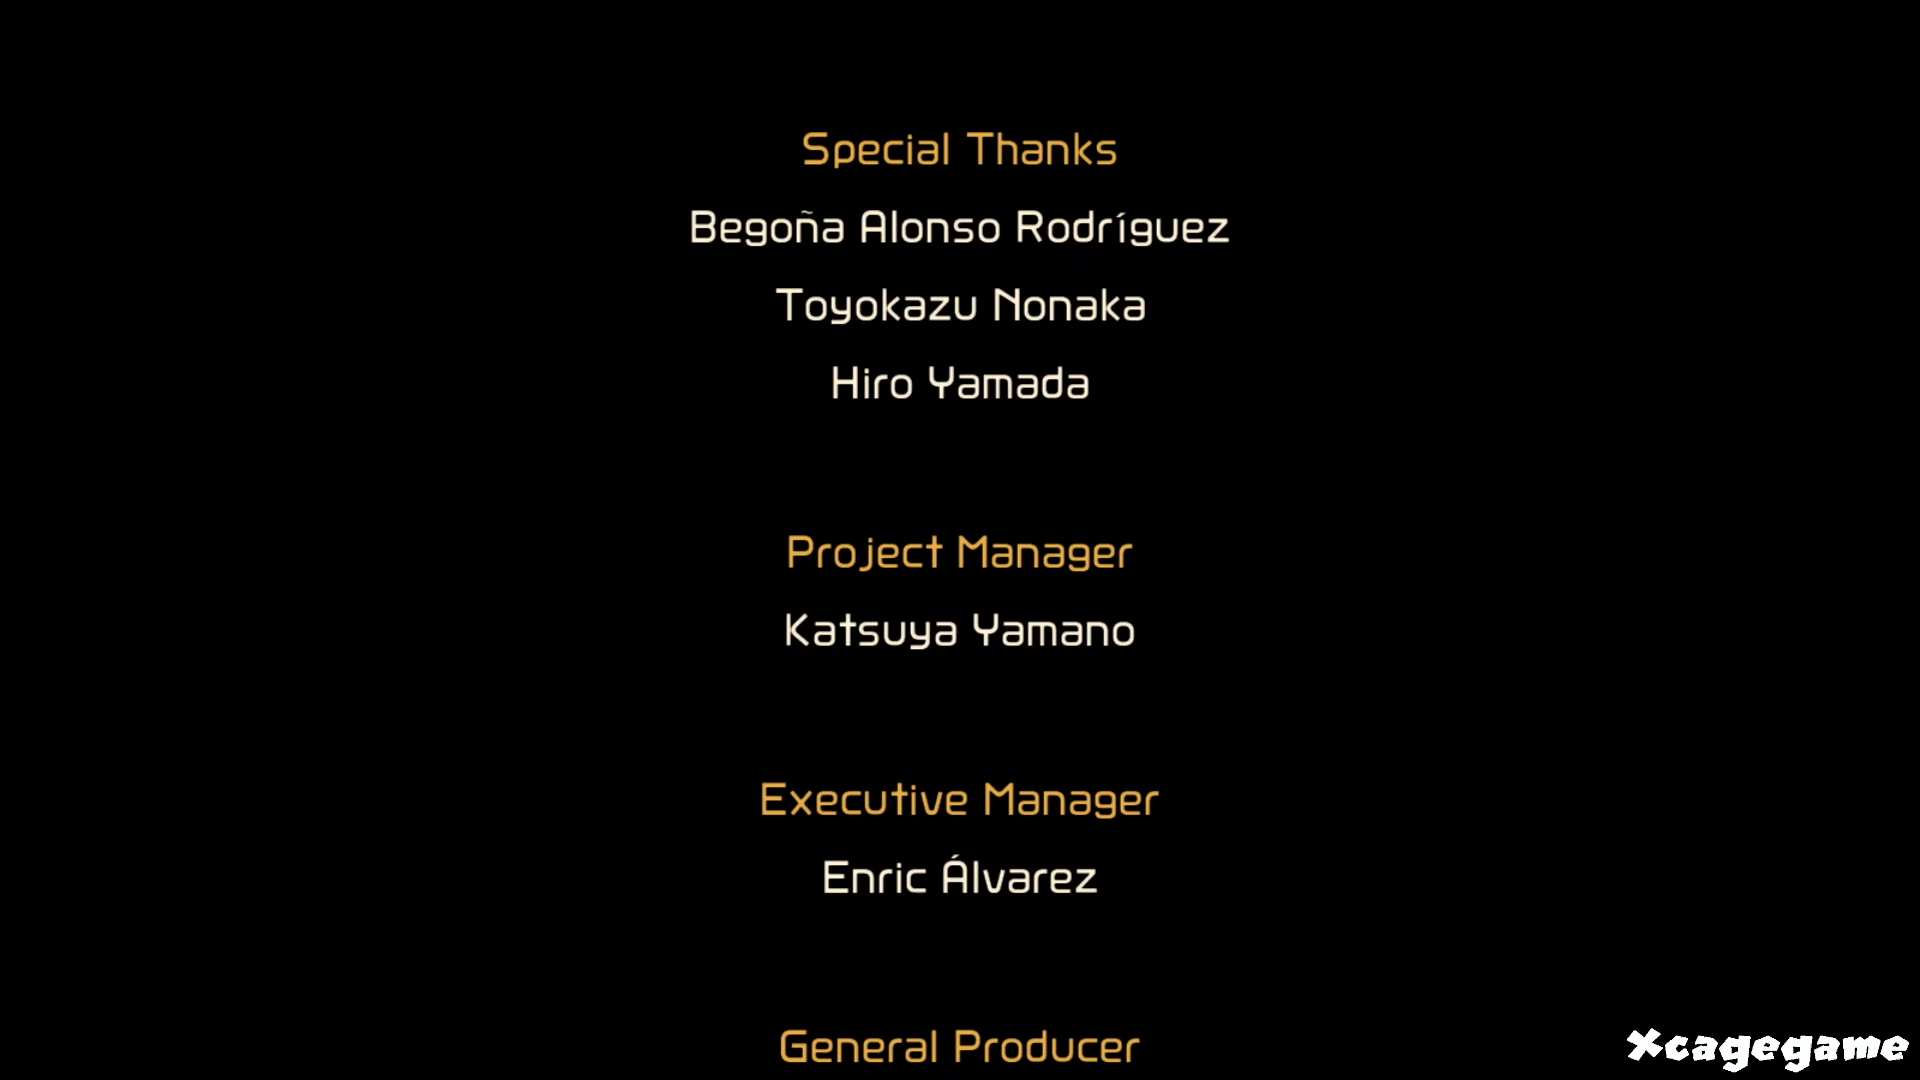 Special Thanks
Begoña Alonso Rodríguez
Toyokazu Nonaka
Hiro Yamada
Project Manager
Katsuya Yamano
Executive Manager
Enric Álvarez
General Producer
Xcagegame